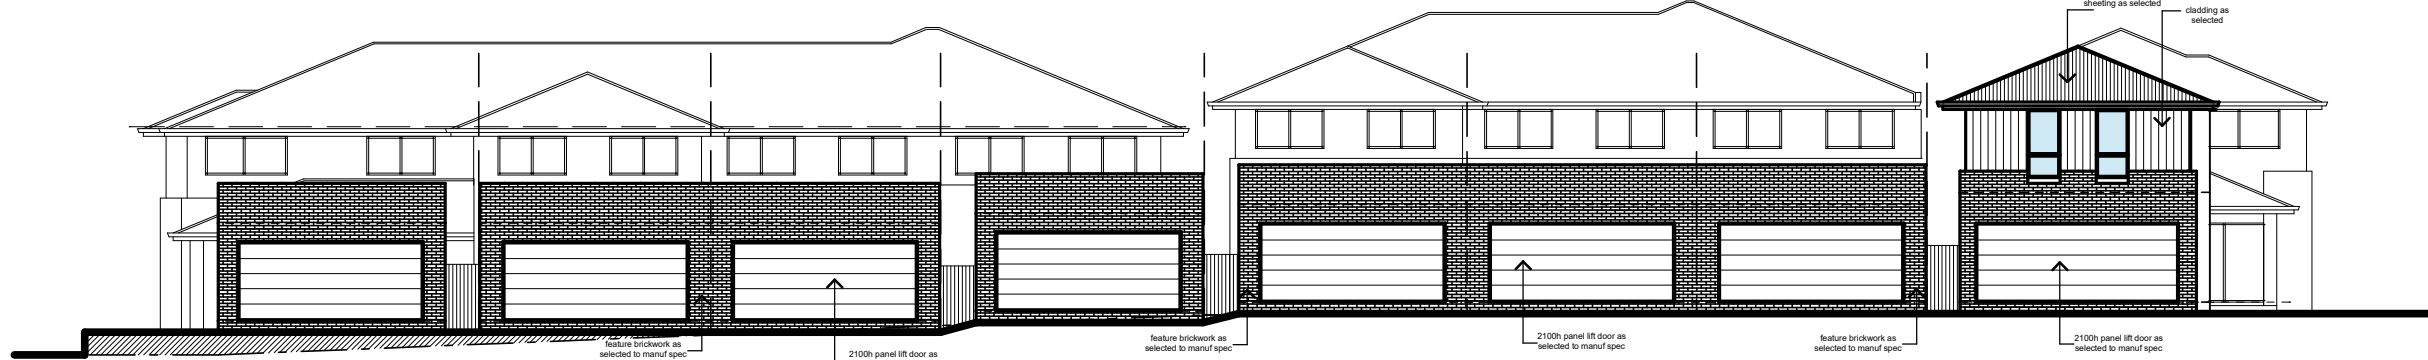 sheeting as selected
cladding as
selected
feature brickwork as
selected to manuf spec
2100h panel lift door as
feature brickwork as
selected to manuf spec
2100h panel lift door as
selected to manuf spec
feature brickwork as
selected to manuf spec
2100h panel lift door as
selected to manuf spec